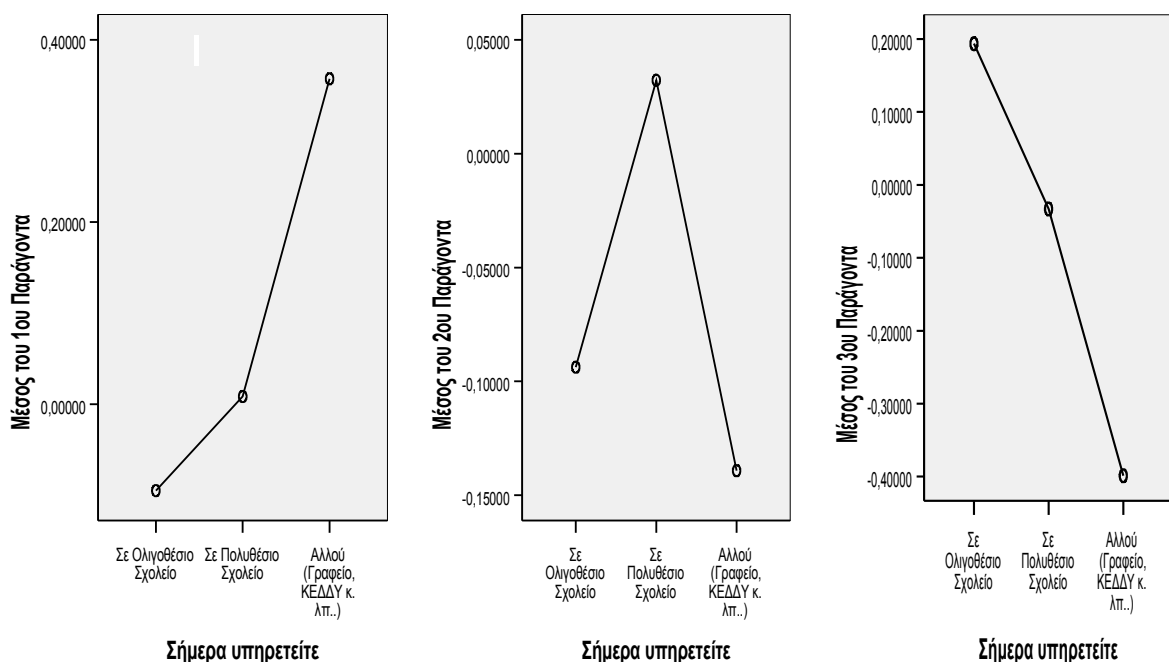 0,40000
0,20000
0,00000
Μέσος του 1ου Παράγοντα
Σε Ολιγοθέσιο
Σχολείο
Σε Πολυθέσιο
Σχολείο
Αλλού
(Γραφείο,
ΚΕΔΔΥ κ.
λπ..)
Σήμερα υπηρετείτε
0,05000
0,00000
-0,05000
-0,10000
-0,15000
Μέσος του 2ου Παράγοντα
Σε
Ολιγοθέσιο
Σχολείο
Σε
Πολυθέσιο
Σχολείο
Αλλού
(Γραφείο,
ΚΕΔΔΥ κ.
λπ..)
Σήμερα υπηρετείτε
0,20000
0,10000
0,00000
-0,10000
-0,20000
-0,30000
-0,40000
Μέσος του 3ου Παράγοντα
Σε
Ολιγοθέσιο
Σχολείο
Σε
Πολυθέσιο
Σχολείο
Αλλού
(Γραφείο,
ΚΕΔΔΥ κ.
λπ..)
Σήμερα υπηρετείτε